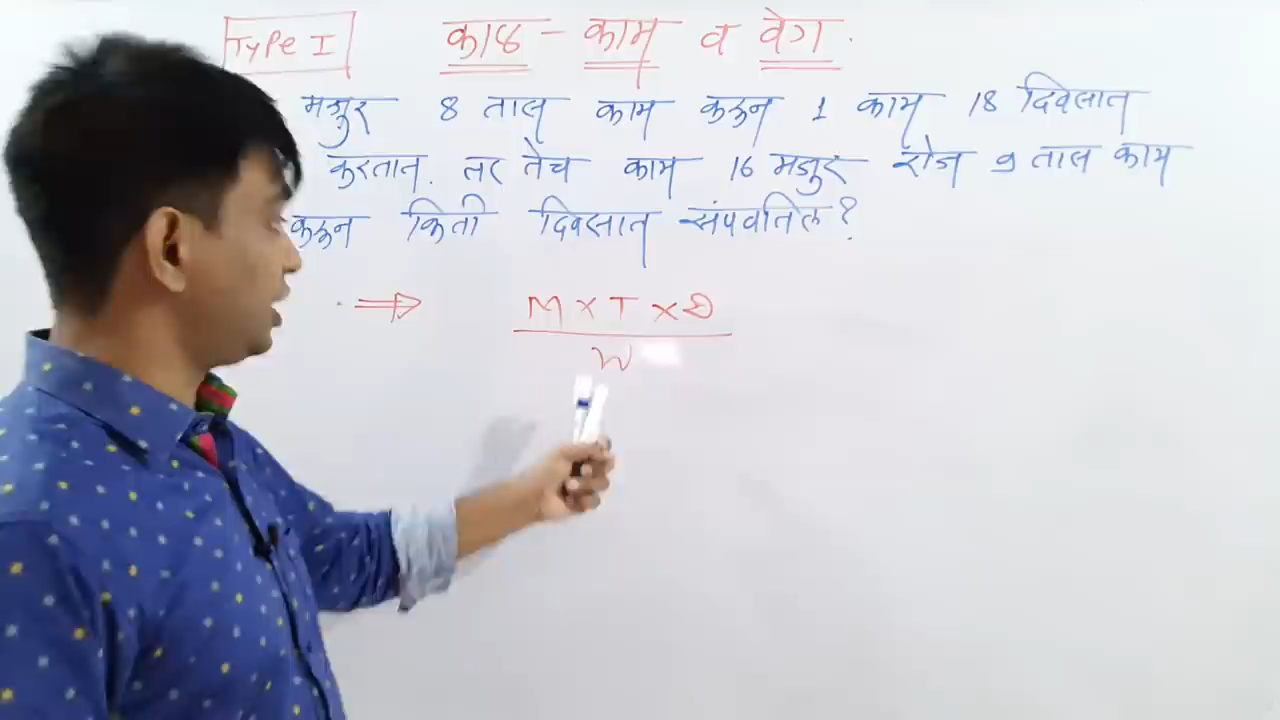 Type I
काळ - काम व वेग.
मजुर 8 तास काम करून 1 काम 18 दिवसात
करतात. तर तेच काम 16 मजुर रोज 9 तास काम
करून किती दिवसात संपवतिल?
⇒ M × T × D
W